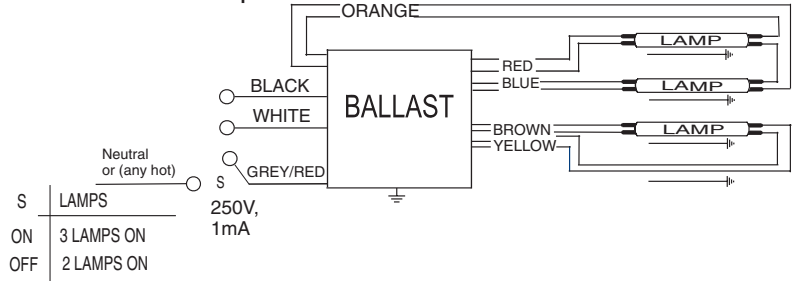 ORANGE
LAMP
RED
BLUE
LAMP
BLACK
BALLAST
WHITE
BROWN
LAMP
YELLOW
Neutral
or (any hot)
GREY/RED
S
250V,
1mA
S LAMPS
ON 3 LAMPS ON
OFF 2 LAMPS ON